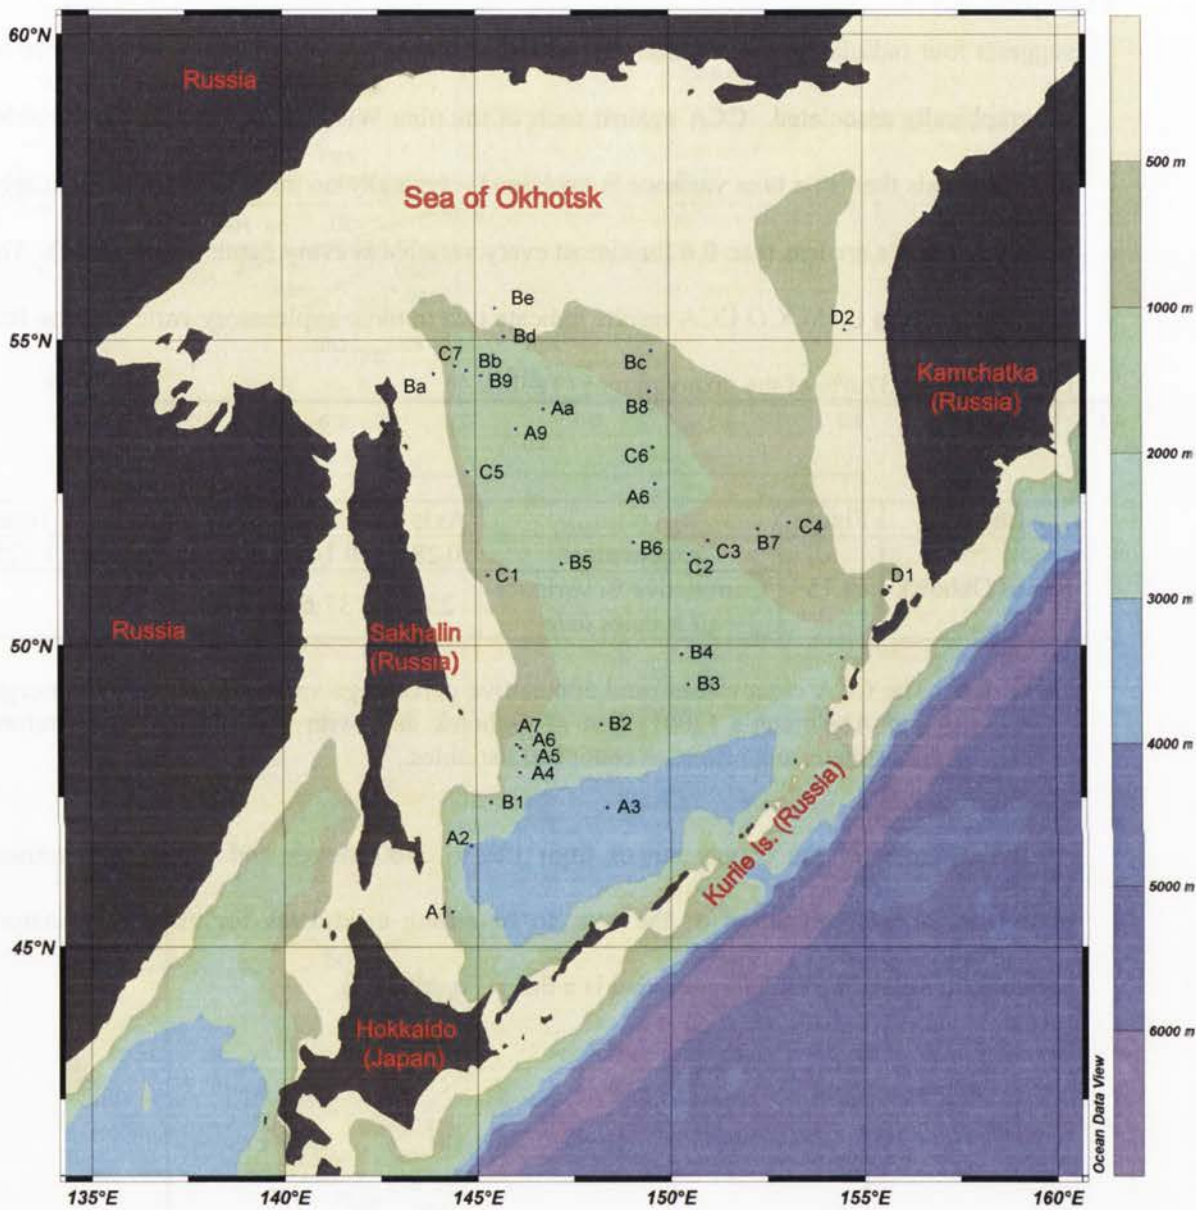 60°N
Russia
500 m
Sea of Okhotsk
1000 m
Be
D2
55°N
Bd
C7
Bb
Bc
Ba
B9
Kamchatka
(Russia)
Aa
B8
A9
2000 m
C6
C5
A6
C4
B7
B6
C3
B5
C2
C1
D1
3000 m
Russia
Sakhalin
(Russia)
50°N
B4
B3
A7
B2
A6
4000 m
A5
A4
B1
A3
Kurile Is. (Russia)
A2
5000 m
A1
45°N
Hokkaido
(Japan)
6000 m
Ocean Data View
135°E
140°E
145°E
150°E
155°E
160°E